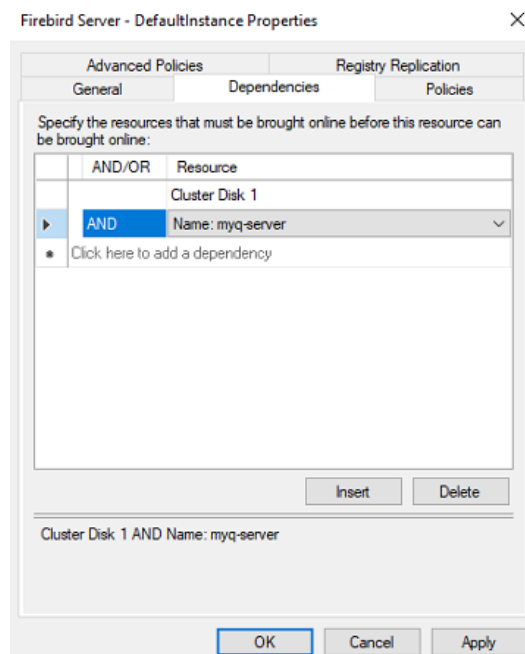 Firebird Server - DefaultInstance Properties
Advanced Policies Registry Replication
General Dependencies Policies
Specify the resources that must be brought online before this resource can
be brought online:
AND/OR Resource
Cluster Disk 1
AND Name: myq-server
Click here to add a dependency
Insert Delete
Cluster Disk 1 AND Name: myq-server
OK Cancel Apply